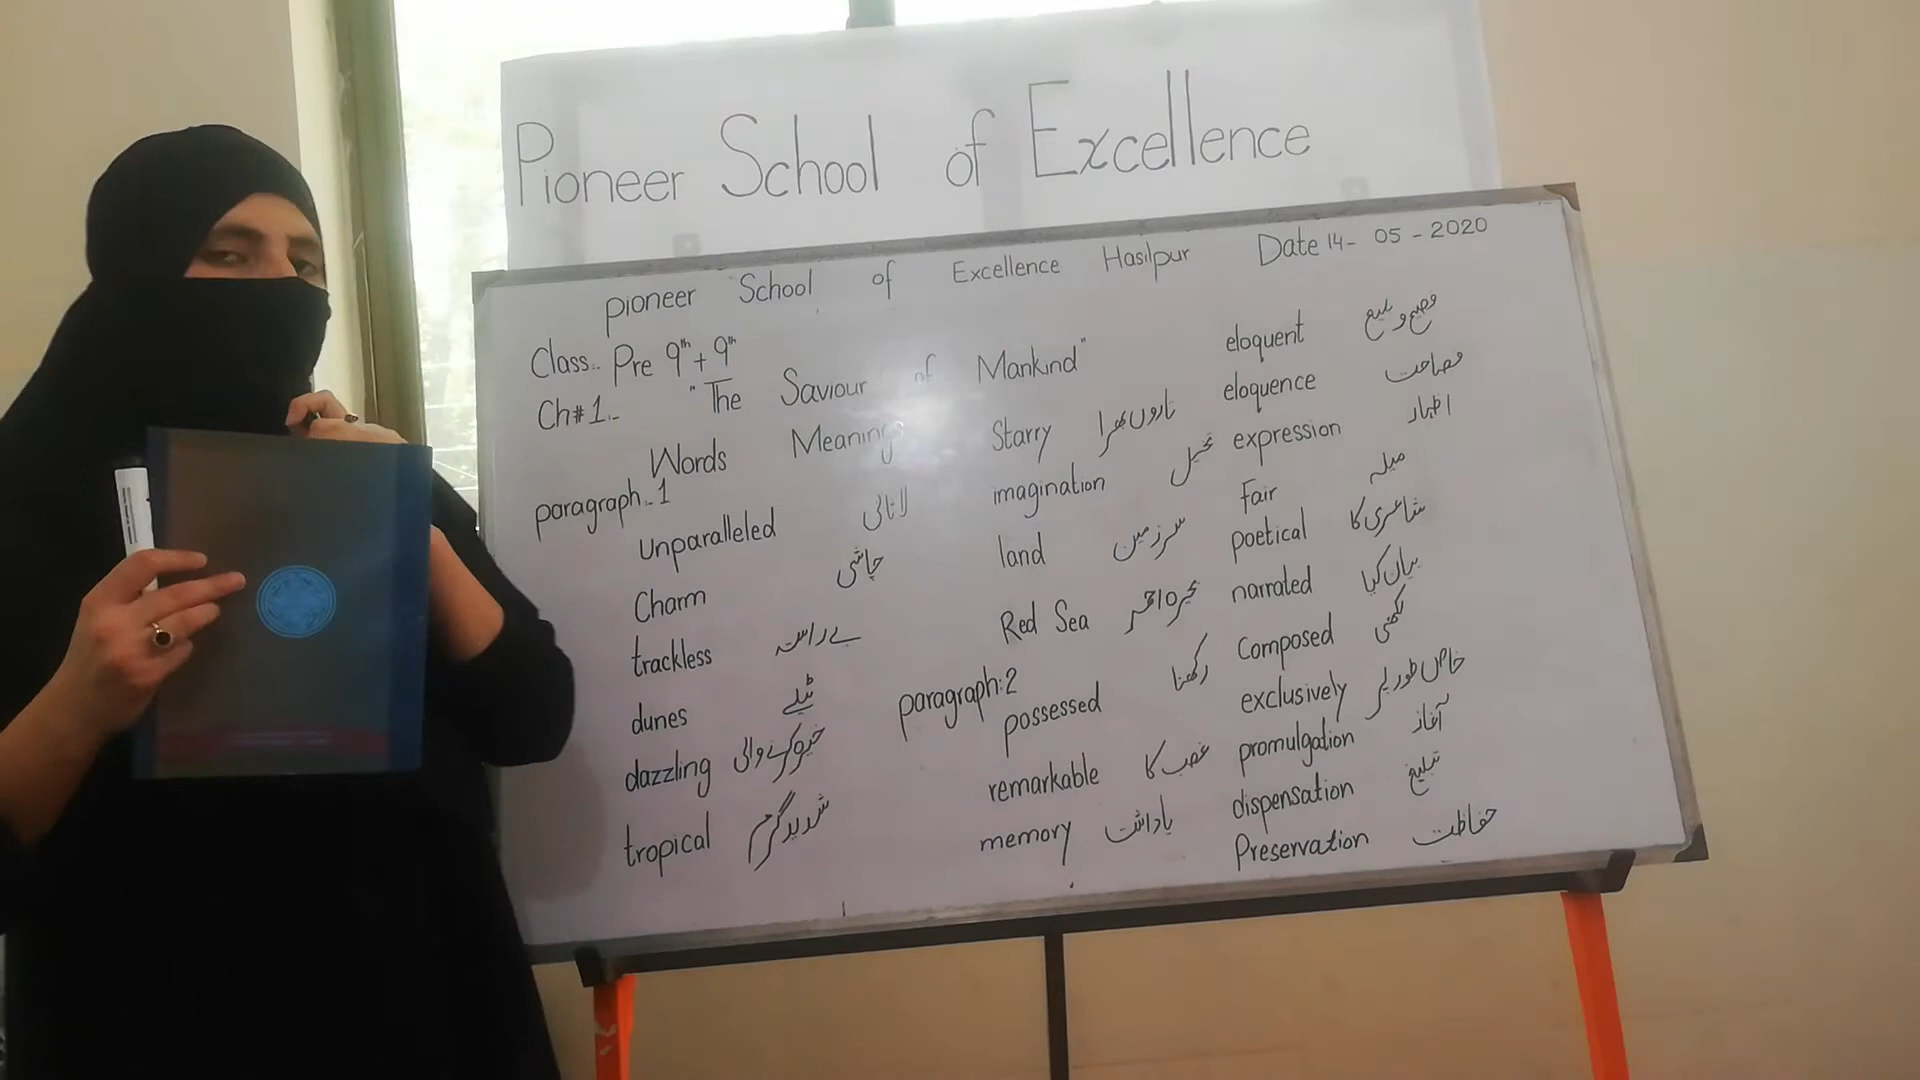 Pioneer School of Excellence
pioneer School of Excellence Hasilpur Date 14-05-2020
Class:. Pre 9th + 9th
Ch#1:- "The Saviour of Mankind"
Words Meaning
paragraph:.1
Unparalleled لاثانی
Charm چاشنی
trackless بے راستہ
dunes ٹیلے
dazzling خیرہ کرنے والی
tropical شدید گرم
Starry تاروں بھرا
imagination تخیل
land سرزمین
Red Sea بحیرہ احمر
paragraph:2
possessed رکھنا
remarkable غضب کا
memory یاداشت
eloquent فصیح و بلیغ
eloquence فصاحت
expression اظہار
Fair میلہ
poetical شاعری کا
narrated بیان کیا
Composed لکھی
exclusively خاص طور پر
promulgation آغاز
dispensation تبلیغ
Preservation حفاظت